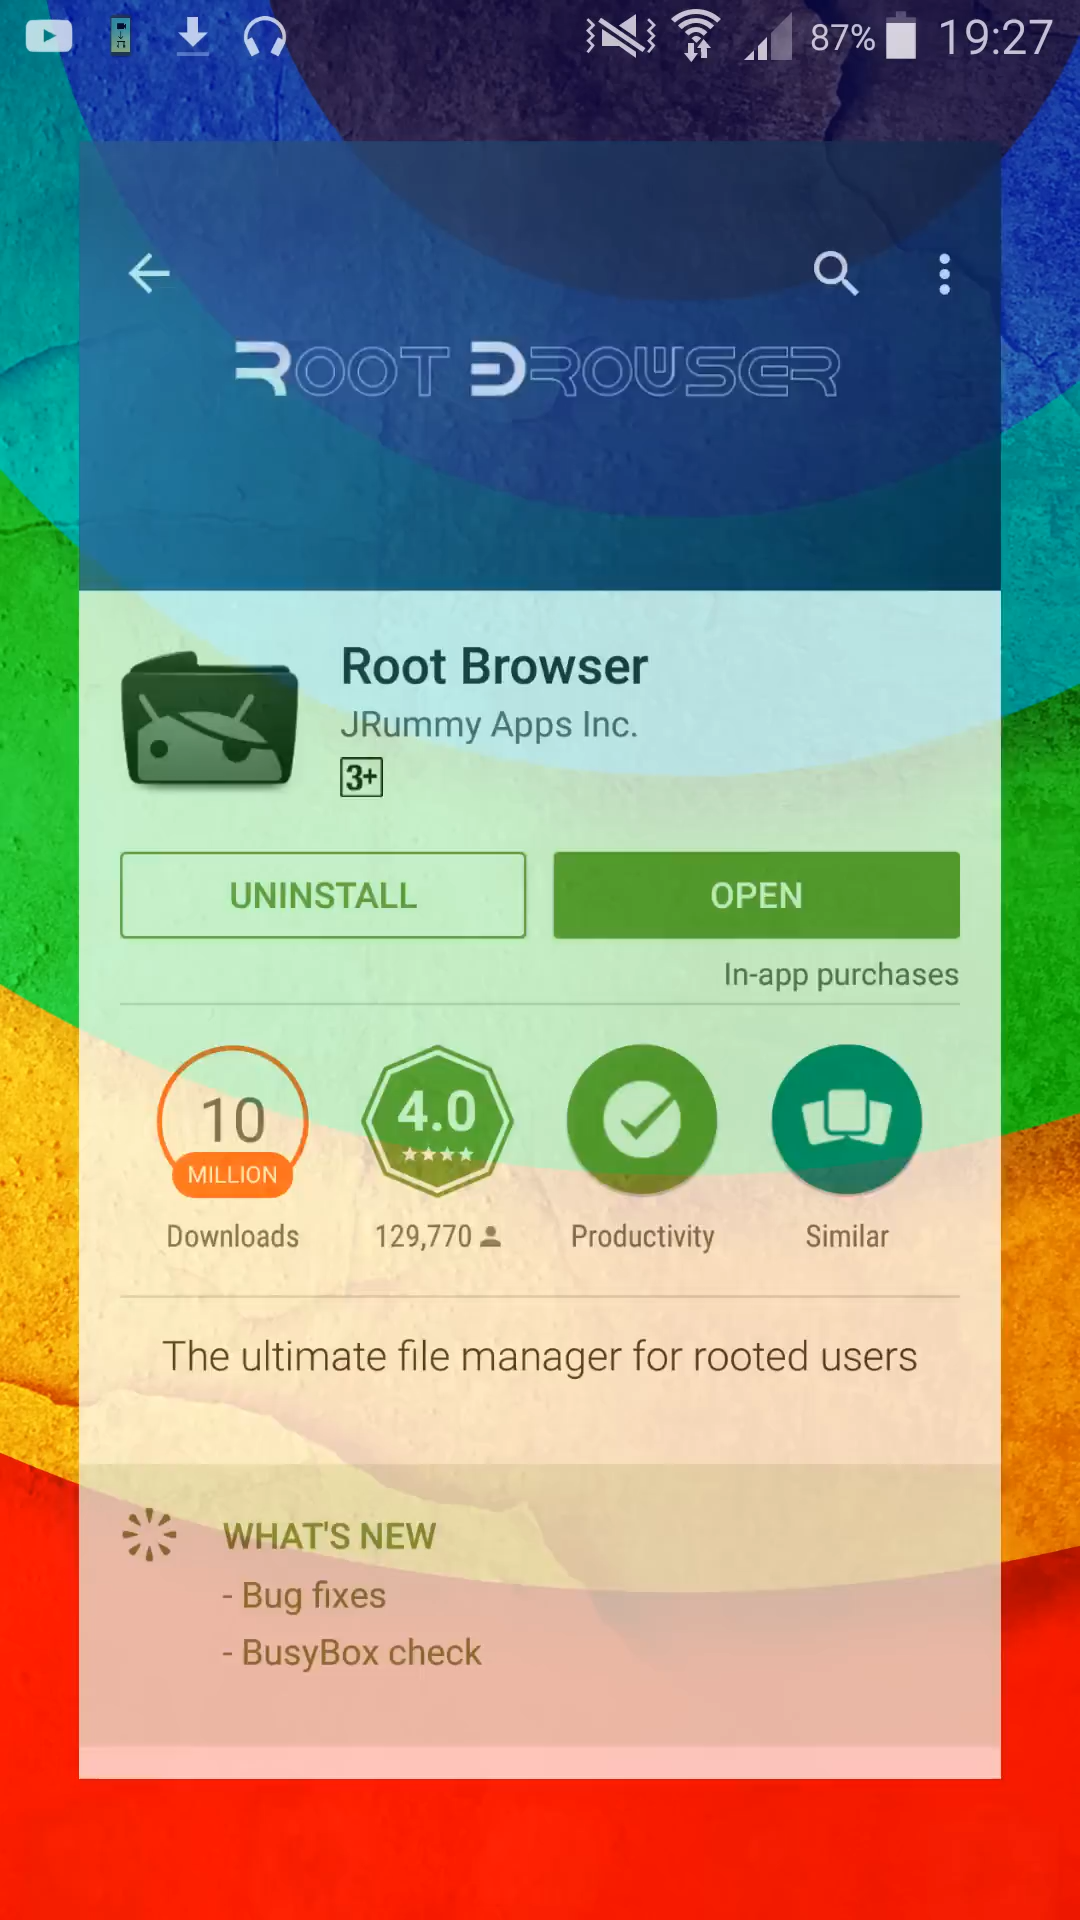 87% 19:27
ROOT BROWSER
Root Browser
JRummy Apps Inc.
3+
UNINSTALL
OPEN
In-app purchases
10
MILLION
4.0
Downloads
129,770
Productivity
Similar
The ultimate file manager for rooted users
WHAT'S NEW
- Bug fixes
- BusyBox check